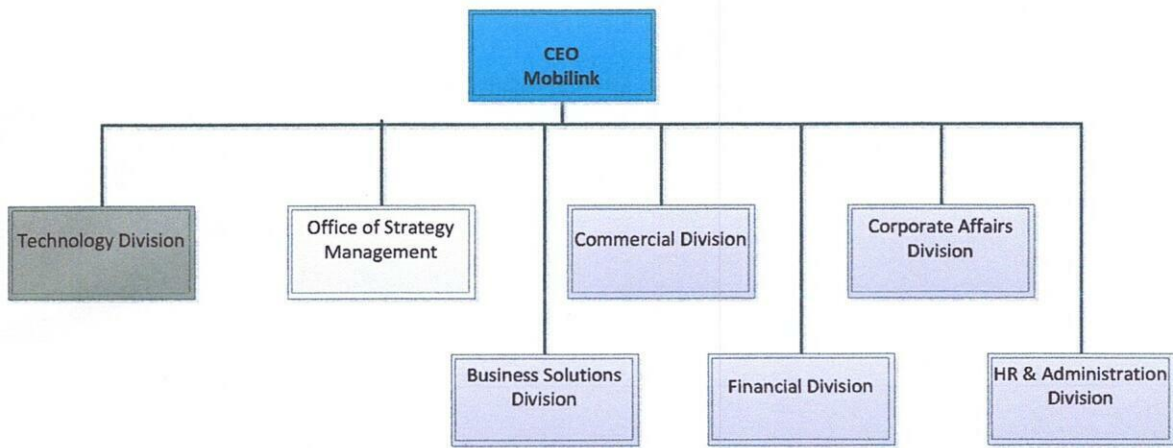 CEO
Mobilink
Technology Division
Office of Strategy
Management
Commercial Division
Corporate Affairs
Division
Business Solutions
Division
Financial Division
HR & Administration
Division